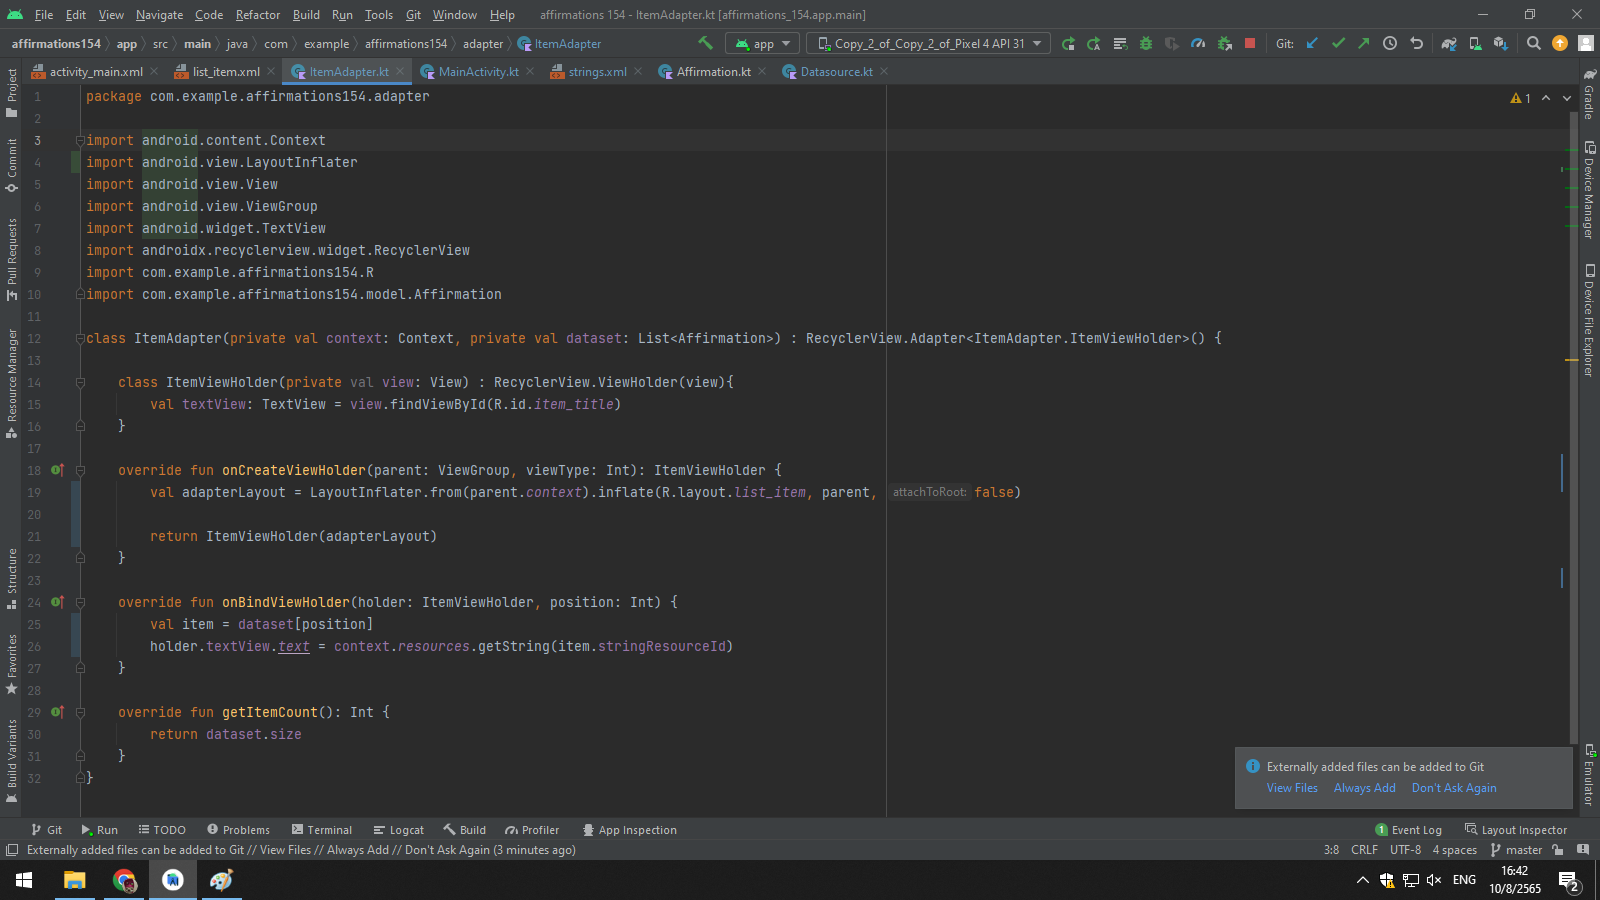 File Edit View Navigate Code Refactor Build Run Tools Git Window Help affirmations 154 - ItemAdapter.kt [affirmations_154.app.main]
affirmations154 app src main java com example affirmations154 adapter ItemAdapter app Copy_2_of_Copy_2_of_Pixel 4 API 31 Git:
activity_main.xml list_item.xml ItemAdapter.kt MainActivity.kt strings.xml Affirmation.kt Datasource.kt
1 package com.example.affirmations154.adapter
2
3 import android.content.Context
4 import android.view.LayoutInflater
5 import android.view.View
6 import android.view.ViewGroup
7 import android.widget.TextView
8 import androidx.recyclerview.widget.RecyclerView
9 import com.example.affirmations154.R
10 import com.example.affirmations154.model.Affirmation
11
12 class ItemAdapter(private val context: Context, private val dataset: List<Affirmation>) : RecyclerView.Adapter<ItemAdapter.ItemViewHolder>() {
13
14 class ItemViewHolder(private val view: View) : RecyclerView.ViewHolder(view){
15 val textView: TextView = view.findViewById(R.id.item_title)
16 }
17
18 override fun onCreateViewHolder(parent: ViewGroup, viewType: Int): ItemViewHolder {
19 val adapterLayout = LayoutInflater.from(parent.context).inflate(R.layout.list_item, parent, attachToRoot: false)
20
21 return ItemViewHolder(adapterLayout)
22 }
23
24 override fun onBindViewHolder(holder: ItemViewHolder, position: Int) {
25 val item = dataset[position]
26 holder.textView.text = context.resources.getString(item.stringResourceId)
27 }
28
29 override fun getItemCount(): Int {
30 return dataset.size
31 }
32 }
1
Project
Commit
Pull Requests
Resource Manager
Structure
Favorites
Build Variants
Gradle
Device Manager
Device File Explorer
Emulator
Externally added files can be added to Git
View Files Always Add Don't Ask Again
Git Run TODO Problems Terminal Logcat Build Profiler App Inspection 1 Event Log Layout Inspector
Externally added files can be added to Git // View Files // Always Add // Don't Ask Again (3 minutes ago) 3:8 CRLF UTF-8 4 spaces master
ENG 16:42
10/8/2565 2